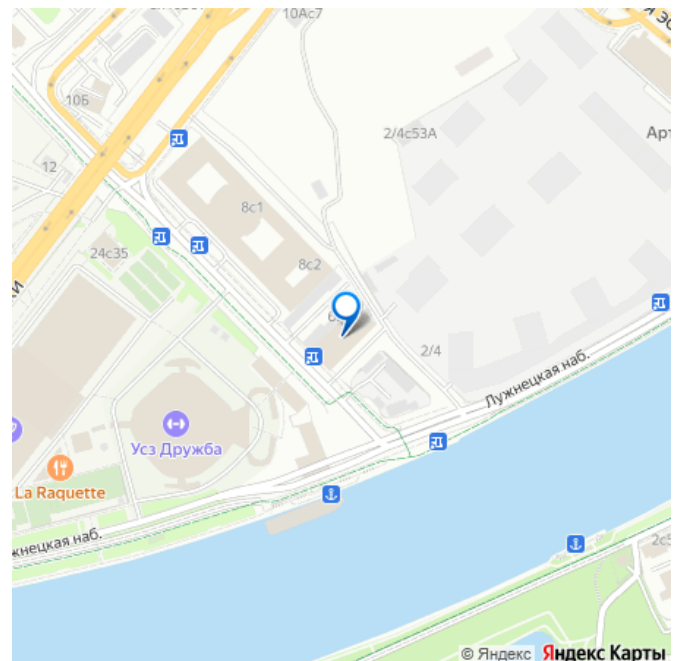 10Ас7
10Б
2/4с53А
Арт
12
8с1
24с35
8с2
2/4
Лужнецкая наб.
Усз Дружба
La Raquette
жнецкая наб.
© Яндекс Яндекс Карты